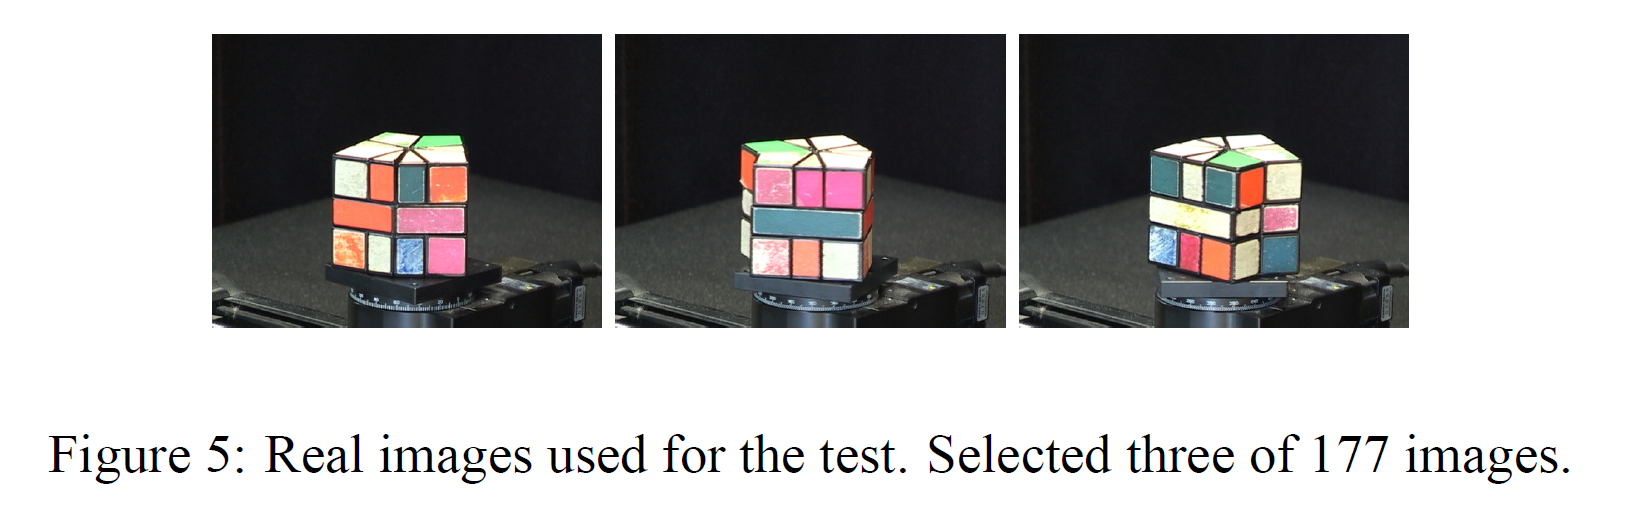 Figure 5: Real images used for the test. Selected three of 177 images.